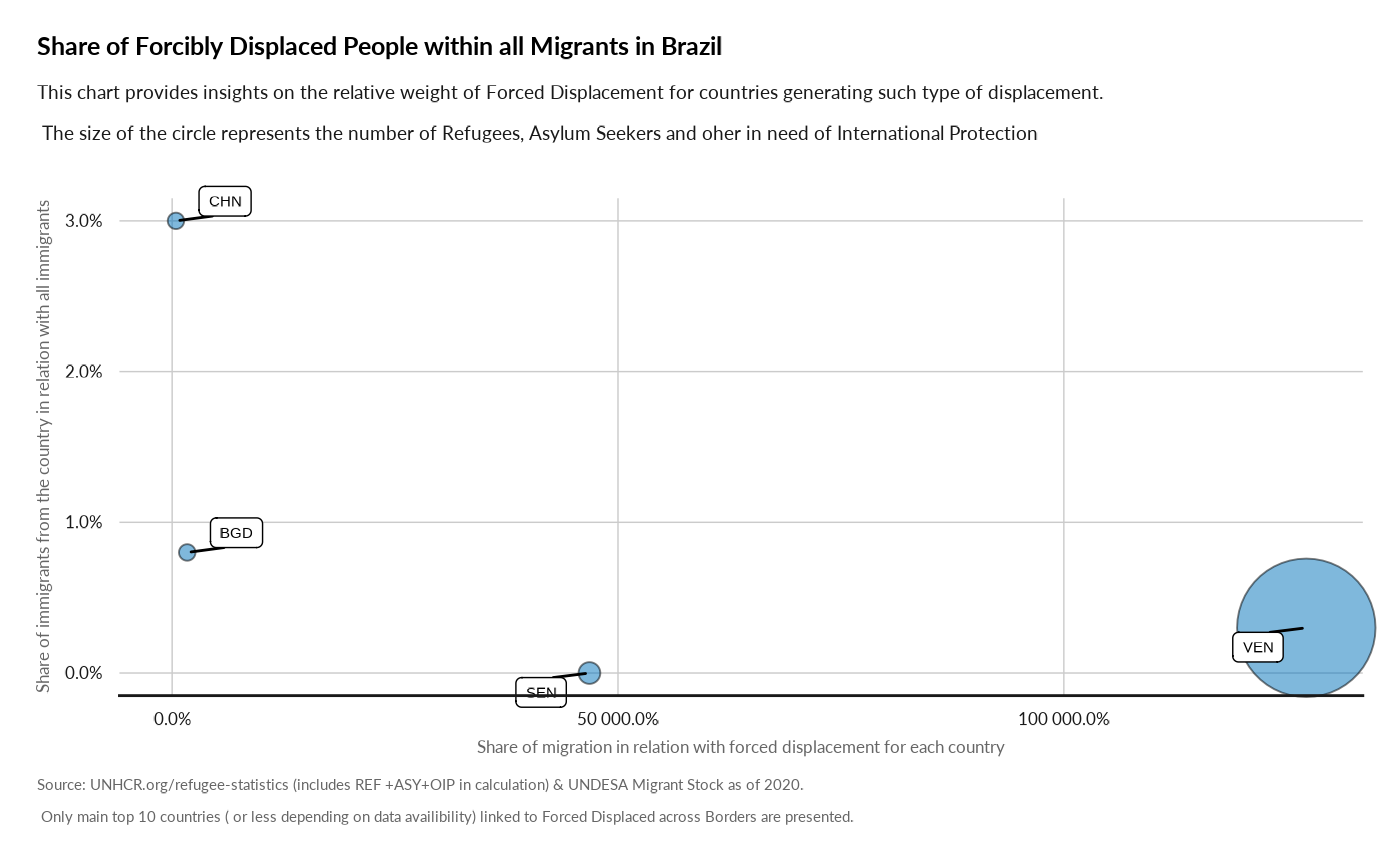 Share of Forcibly Displaced People within all Migrants in Brazil
This chart provides insights on the relative weight of Forced Displacement for countries generating such type of displacement.
The size of the circle represents the number of Refugees, Asylum Seekers and oher in need of International Protection
Share of immigrants from the country in relation with all immigrants
3.0%
2.0%
1.0%
0.0%
CHN
BGD
SEN
VEN
0.0%
50 000.0%
100 000.0%
Share of migration in relation with forced displacement for each country
Source: UNHCR.org/refugee-statistics (includes REF +ASY+OIP in calculation) & UNDESA Migrant Stock as of 2020.
Only main top 10 countries ( or less depending on data availibility) linked to Forced Displaced across Borders are presented.